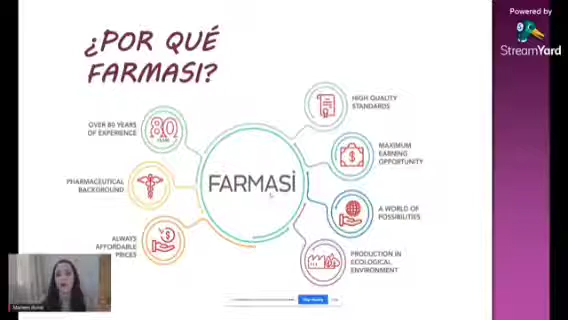 ¿POR QUÉ
FARMASI?
Powered by
StreamYard
OVER 80 YEARS
OF EXPERIENCE
80
YEARS
PHARMACEUTICAL
BACKGROUND
ALWAYS
AFFORDABLE
PRICES
FARMASİ
HIGH QUALITY
STANDARDS
MAXIMUM
EARNING
OPPORTUNITY
A WORLD OF
POSSIBILITIES
PRODUCTION IN
ECOLOGICAL
ENVIRONMENT